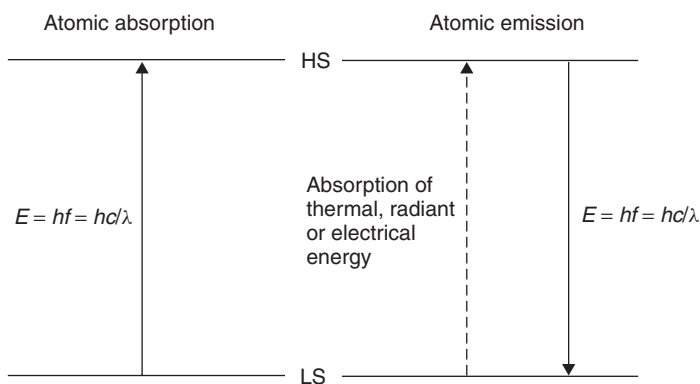 Atomic absorption
Atomic emission
HS
E = hf = hc/λ
Absorption of
thermal, radiant
or electrical
energy
E = hf = hc/λ
LS